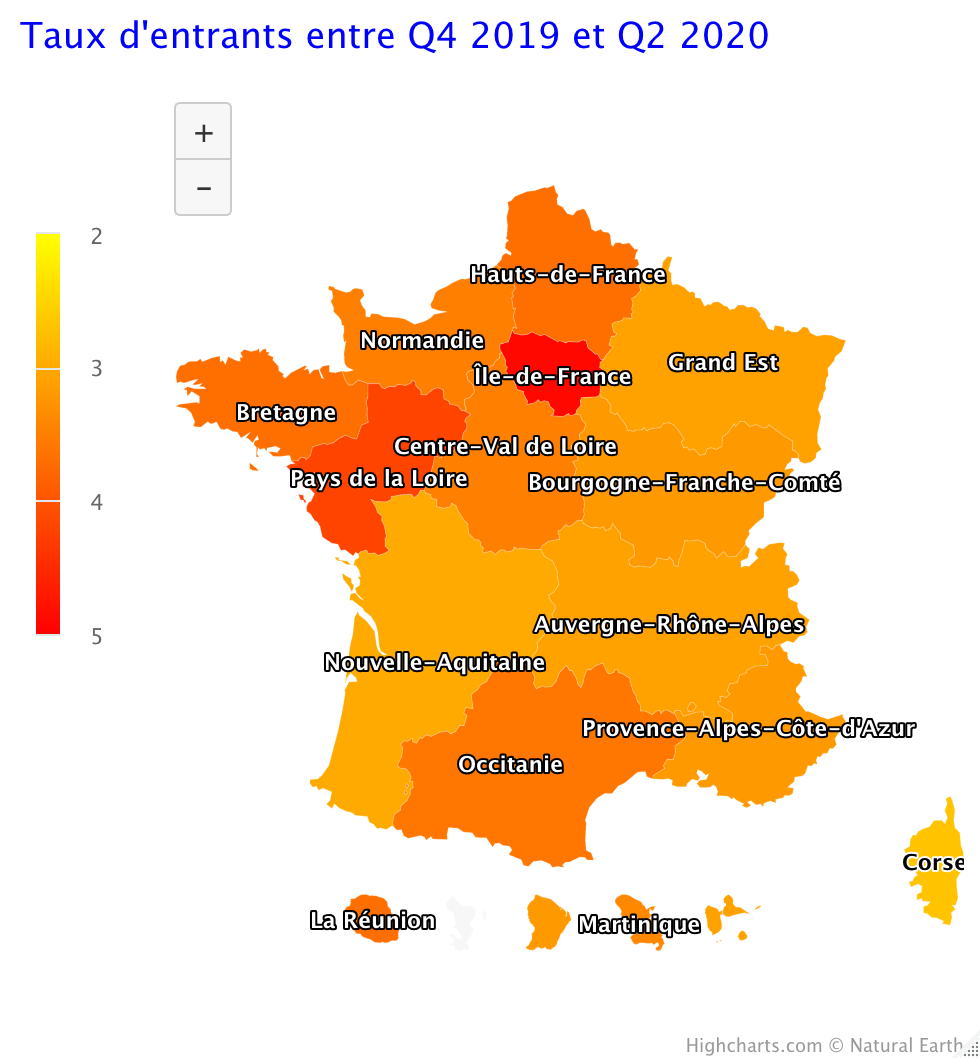 Taux d'entrants entre Q4 2019 et Q2 2020
+
−
2
3
4
5
Hauts-de-France
Normandie
Île-de-France
Grand Est
Bretagne
Centre-Val de Loire
Pays de la Loire
Bourgogne-Franche-Comté
Auvergne-Rhône-Alpes
Nouvelle-Aquitaine
Provence-Alpes-Côte-d'Azur
Occitanie
Corse
La Réunion
Martinique
Highcharts.com © Natural Earth